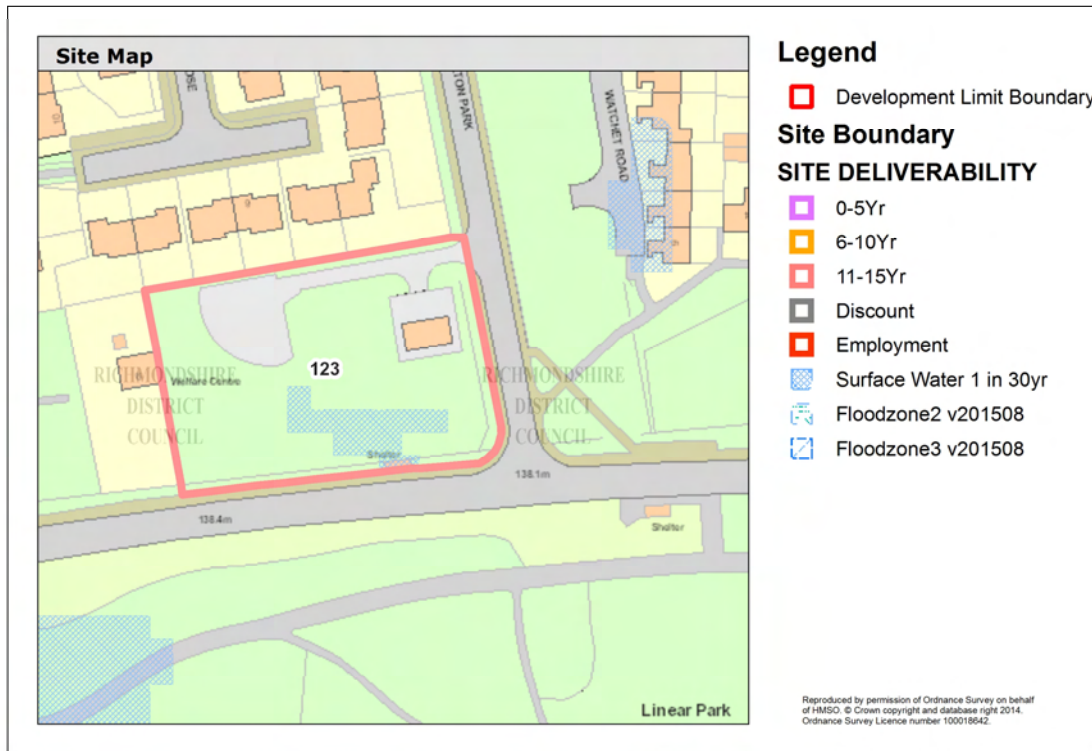 Site Map
OSE
TON PARK
WATCHET ROAD
123
Welfare Centre
RICHMONDSHIRE
DISTRICT
COUNCIL
RICHMONDSHIRE
DISTRICT
COUNCIL
Shelter
138.1m
138.4m
Shelter
Linear Park
Legend
Development Limit Boundary
Site Boundary
SITE DELIVERABILITY
0-5Yr
6-10Yr
11-15Yr
Discount
Employment
Surface Water 1 in 30yr
Floodzone2 v201508
Floodzone3 v201508
Reproduced by permission of Ordnance Survey on behalf
of HMSO. © Crown copyright and database right 2014.
Ordnance Survey Licence number 100018642.